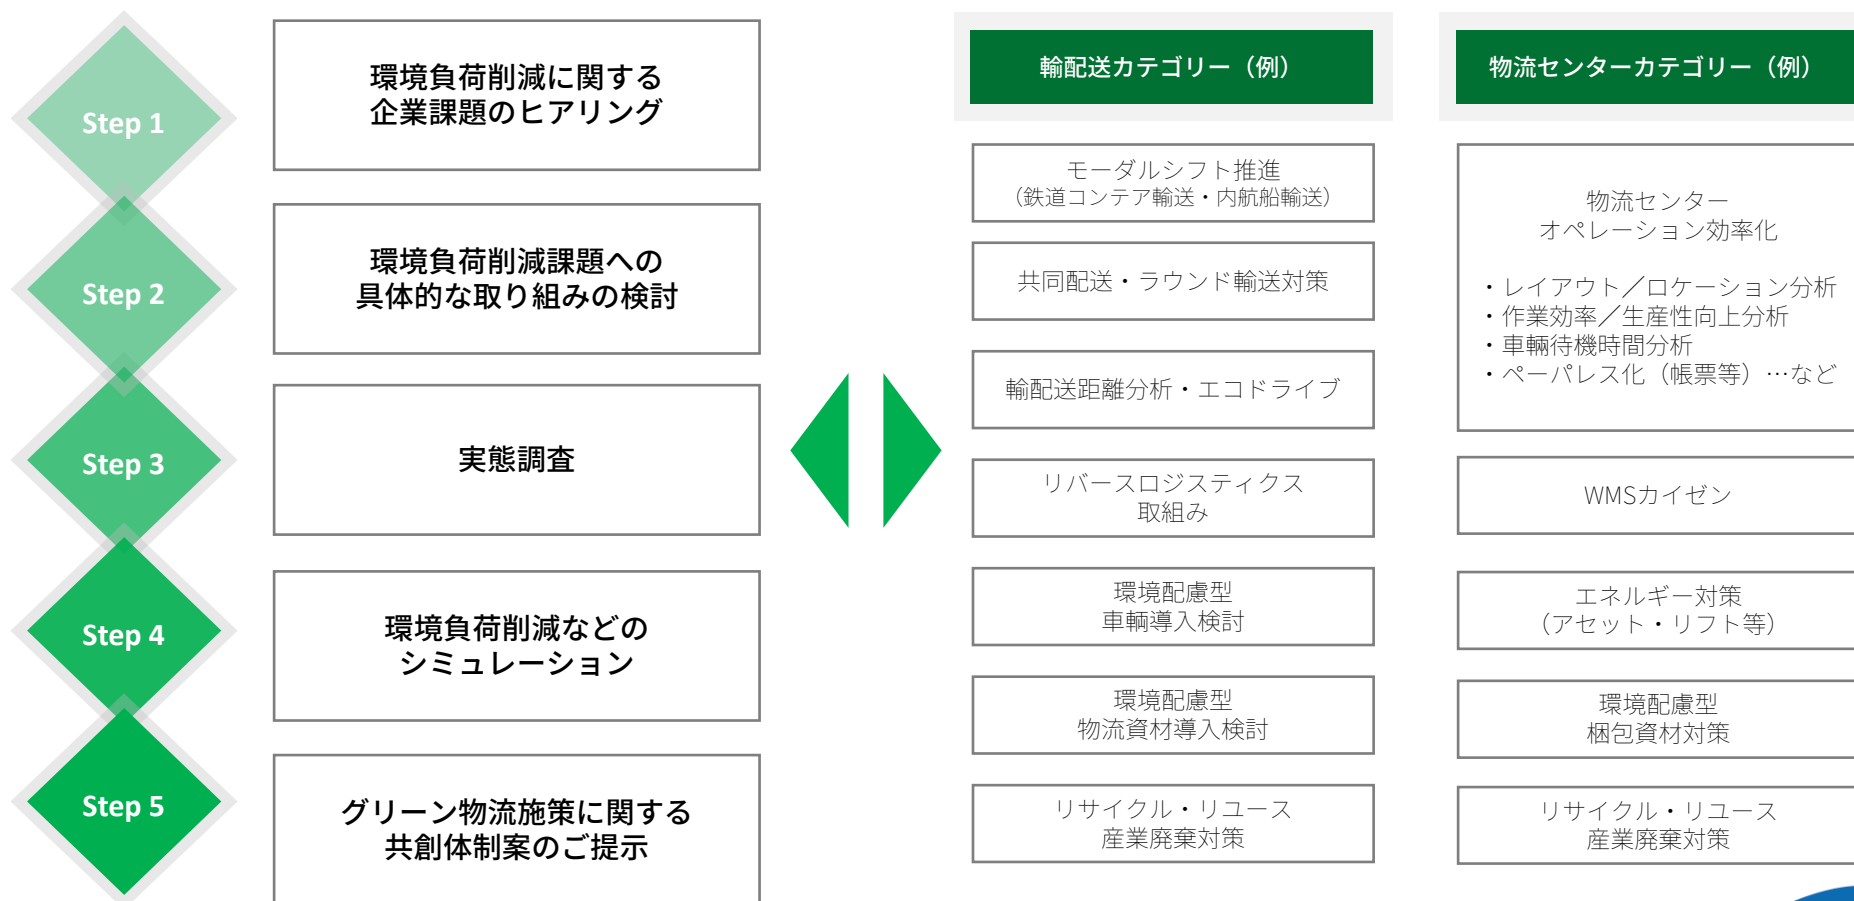 Step 1
環境負荷削減に関する
企業課題のヒアリング
Step 2
環境負荷削減課題への
具体的な取り組みの検討
Step 3
実態調査
Step 4
環境負荷削減などの
シミュレーション
Step 5
グリーン物流施策に関する
共創体制案のご提示
輸配送カテゴリー（例）
モーダルシフト推進
（鉄道コンテア輸送・内航船輸送）
共同配送・ラウンド輸送対策
輸配送距離分析・エコドライブ
リバースロジスティクス
取組み
環境配慮型
車輌導入検討
環境配慮型
物流資材導入検討
リサイクル・リユース
産業廃棄対策
物流センターカテゴリー（例）
物流センター
オペレーション効率化
・レイアウト／ロケーション分析
・作業効率／生産性向上分析
・車輌待機時間分析
・ペーパレス化（帳票等）…など
WMSカイゼン
エネルギー対策
（アセット・リフト等）
環境配慮型
梱包資材対策
リサイクル・リユース
産業廃棄対策